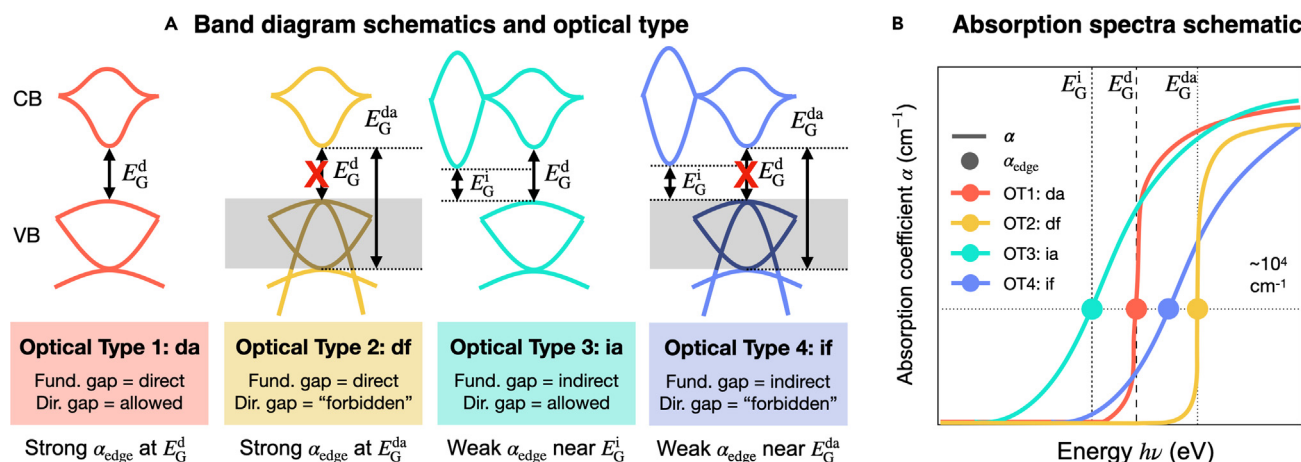 A Band diagram schematics and optical type
CB
VB
E_G^d
E_G^da
X E_G^d
E_G^i
E_G^d
E_G^da
E_G^i
X E_G^d
Optical Type 1: da
Fund. gap = direct
Dir. gap = allowed
Strong α_edge at E_G^d
Optical Type 2: df
Fund. gap = direct
Dir. gap = “forbidden”
Strong α_edge at E_G^da
Optical Type 3: ia
Fund. gap = indirect
Dir. gap = allowed
Weak α_edge near E_G^i
Optical Type 4: if
Fund. gap = indirect
Dir. gap = “forbidden”
Weak α_edge near E_G^da
B Absorption spectra schematic
E_G^i E_G^d E_G^da
α
α_edge
OT1: da
OT2: df
OT3: ia
OT4: if
~10⁴
cm⁻¹
Absorption coefficient α (cm⁻¹)
Energy hν (eV)